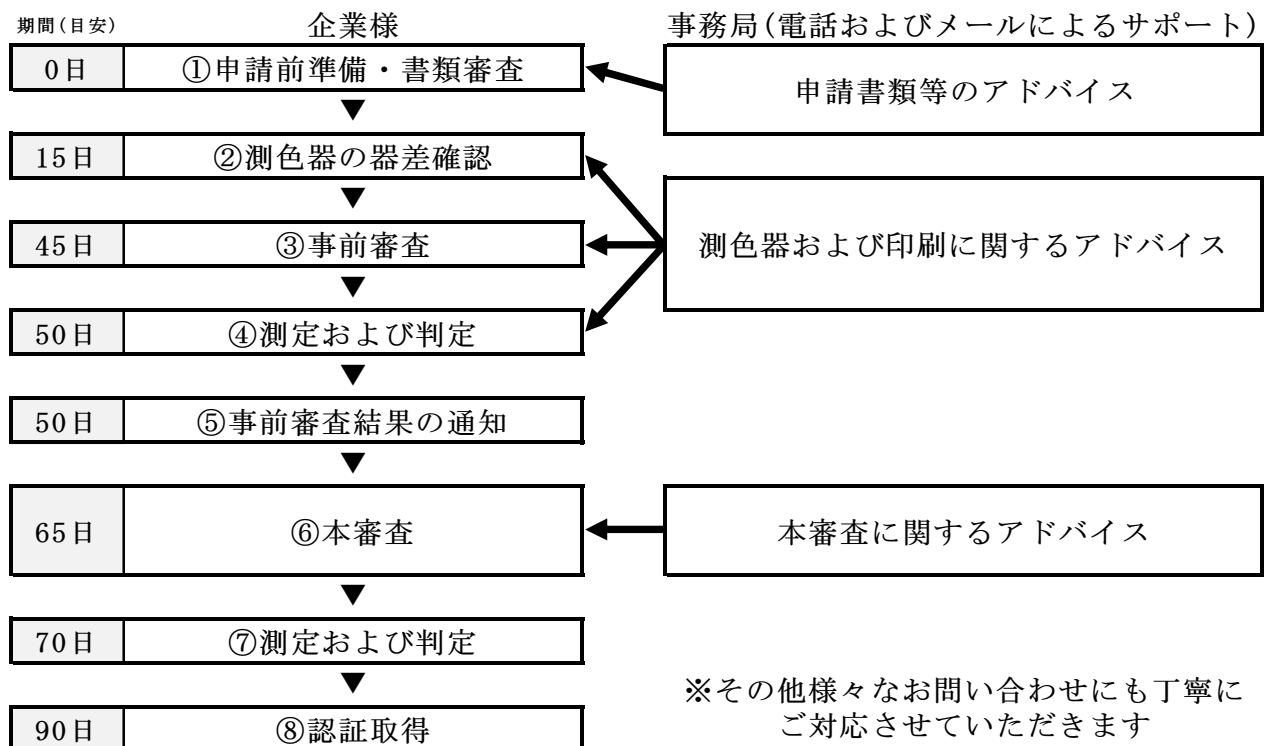 期間(目安) 企業様 事務局(電話およびメールによるサポート)
0日 ①申請前準備・書類審査
申請書類等のアドバイス
▼
15日 ②測色器の器差確認
▼
45日 ③事前審査
測色器および印刷に関するアドバイス
▼
50日 ④測定および判定
▼
50日 ⑤事前審査結果の通知
▼
65日 ⑥本審査
本審査に関するアドバイス
▼
70日 ⑦測定および判定
▼
90日 ⑧認証取得
※その他様々なお問い合わせにも丁寧に
ご対応させていただきます